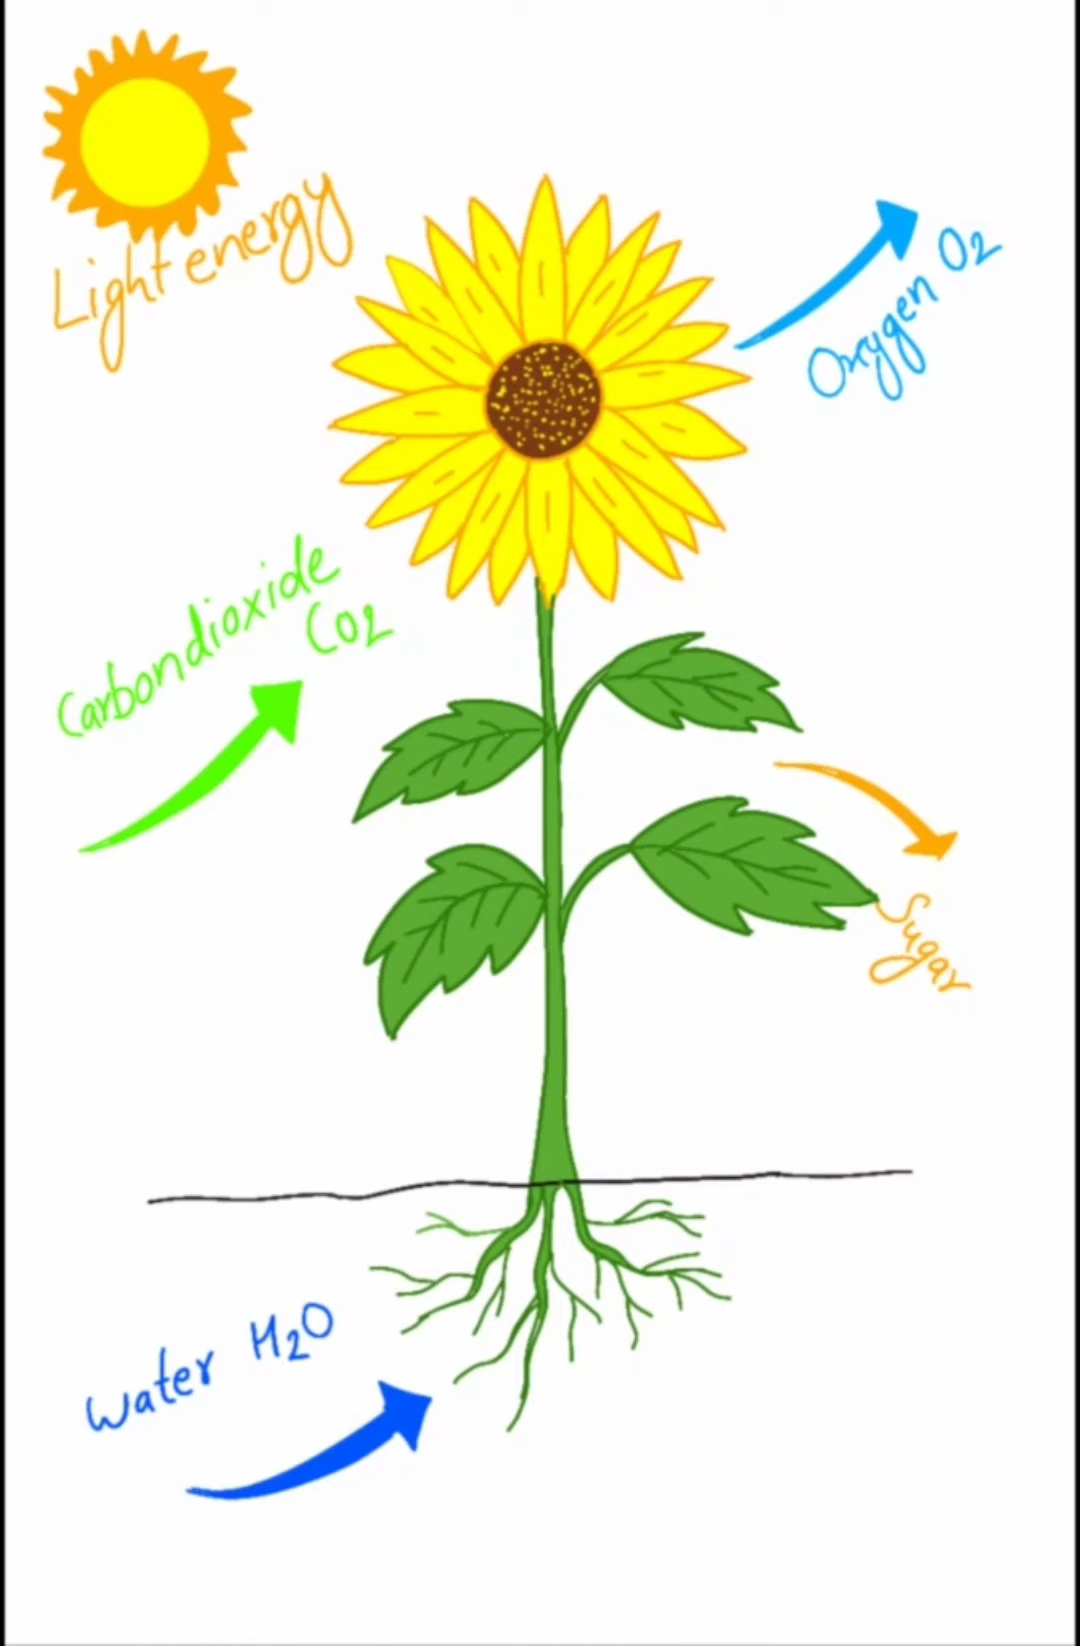 Light energy
Oxygen O2
Carbondioxide
CO2
Sugar
Water H2O